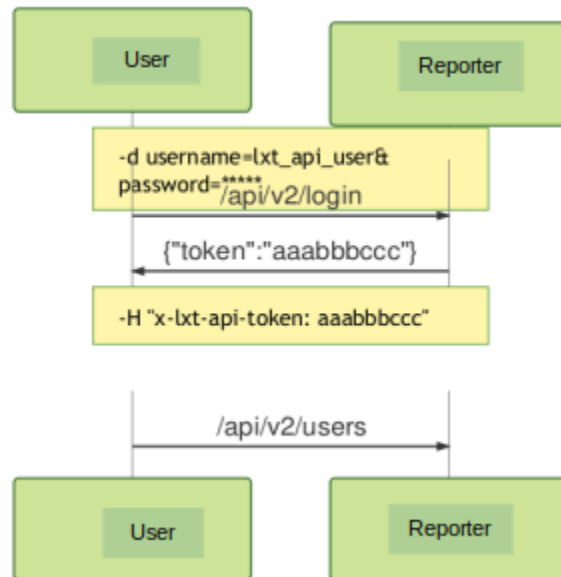 User
Reporter
-d username=lxt_api_user&
password=*****
/api/v2/login
{"token":"aaabbbccc"}
-H "x-lxt-api-token: aaabbbccc"
/api/v2/users
User
Reporter